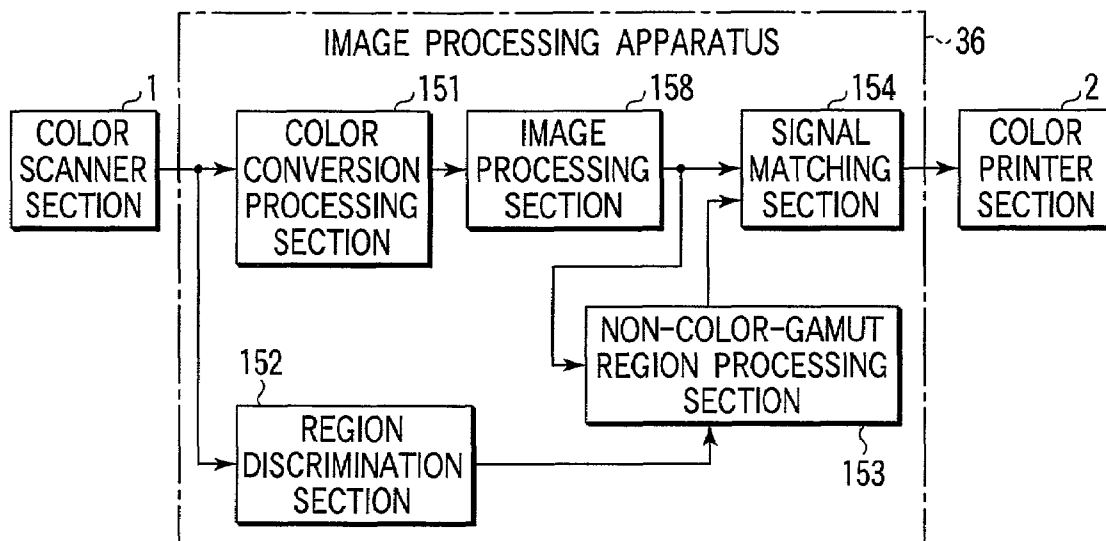 IMAGE PROCESSING APPARATUS
36
1
COLOR
SCANNER
SECTION
151
COLOR
CONVERSION
PROCESSING
SECTION
158
IMAGE
PROCESSING
SECTION
154
SIGNAL
MATCHING
SECTION
2
COLOR
PRINTER
SECTION
152
REGION
DISCRIMINATION
SECTION
NON-COLOR-GAMUT
REGION PROCESSING
SECTION
153